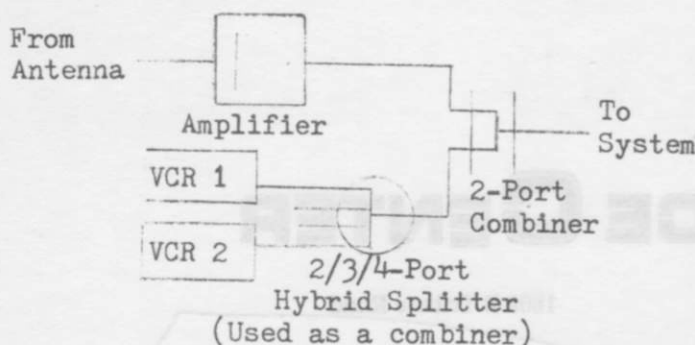 From
Antenna
Amplifier
To
System
VCR 1
2-Port
Combiner
VCR 2
2/3/4-Port
Hybrid Splitter
(Used as a combiner)